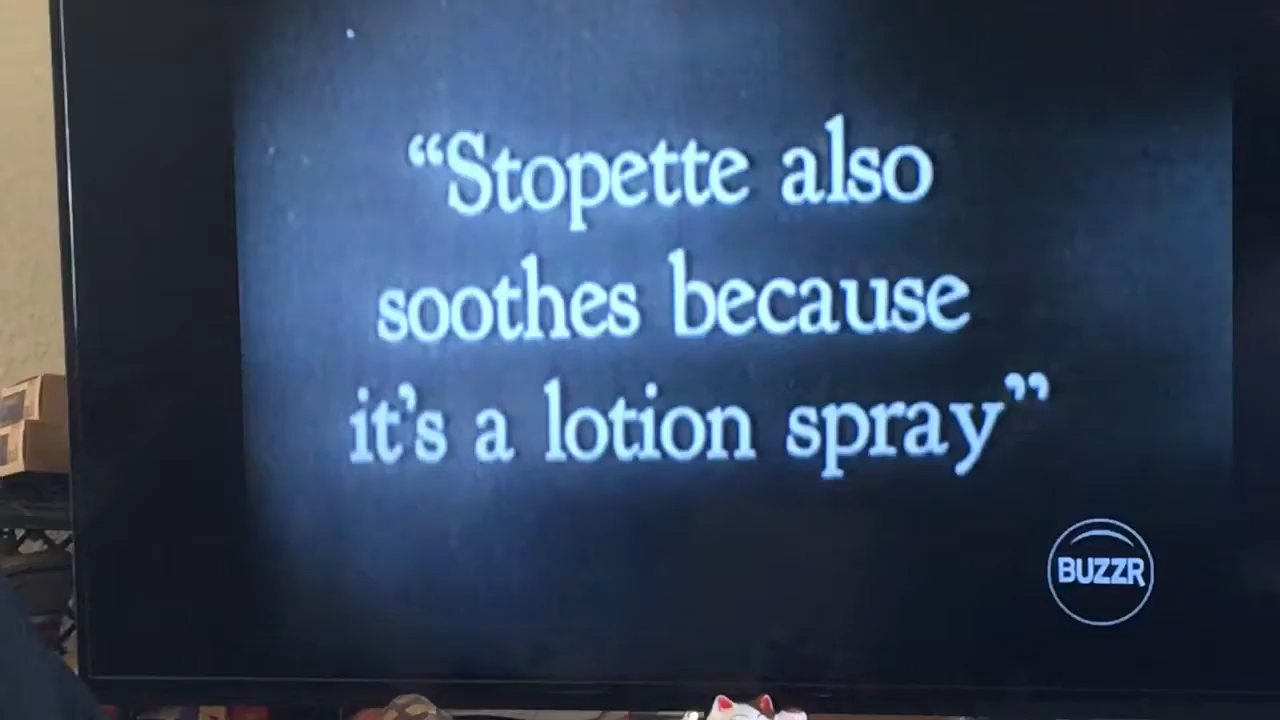 “Stopette also
soothes because
it’s a lotion spray”
BUZZR